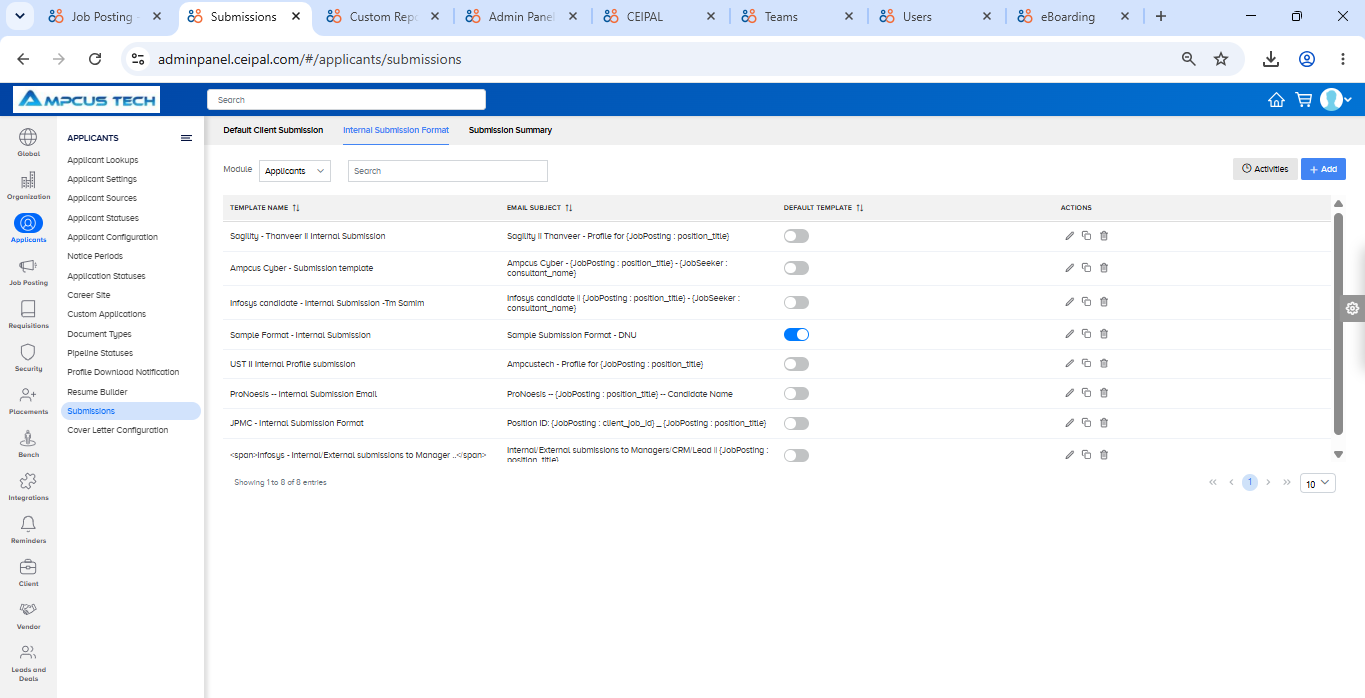 Job Posting -
Submissions
Custom Repo
Admin Panel
CEIPAL
Teams
Users
eBoarding
adminpanel.ceipal.com/#/applicants/submissions
AMPCUS TECH
Search
Global
Organization
Applicants
Job Posting
Requisitions
Security
Placements
Bench
Integrations
Reminders
Client
Vendor
Leads and
Deals
APPLICANTS
Applicant Lookups
Applicant Settings
Applicant Sources
Applicant Statuses
Applicant Configuration
Notice Periods
Application Statuses
Career Site
Custom Applications
Document Types
Pipeline Statuses
Profile Download Notification
Resume Builder
Submissions
Cover Letter Configuration
Default Client Submission Internal Submission Format Submission Summary
Module Applicants Search Activities + Add
TEMPLATE NAME EMAIL SUBJECT DEFAULT TEMPLATE ACTIONS
Sagility - Thanveer || Internal Submission Sagility || Thanveer - Profile for {JobPosting : position_title}
Ampcus Cyber - Submission template Ampcus Cyber - {JobPosting : position_title} - {JobSeeker :
consultant_name}
Infosys candidate - Internal Submission -Tm Samim Infosys candidate || {JobPosting : position_title} - {JobSeeker :
consultant_name}
Sample Format - Internal Submission Sample Submission Format - DNU
UST || Internal Profile submission Ampcustech - Profile for {JobPosting : position_title}
ProNoesis -- Internal Submission Email ProNoesis -- {JobPosting : position_title} -- Candidate Name
JPMC - Internal Submission Format Position ID: {JobPosting : client_job_id} _ {JobPosting : position_title}
<span>Infosys - Internal/External submissions to Manager ..</span> Internal/External submissions to Managers/CRM/Lead || {JobPosting :
position_title}
Showing 1 to 8 of 8 entries 1 10